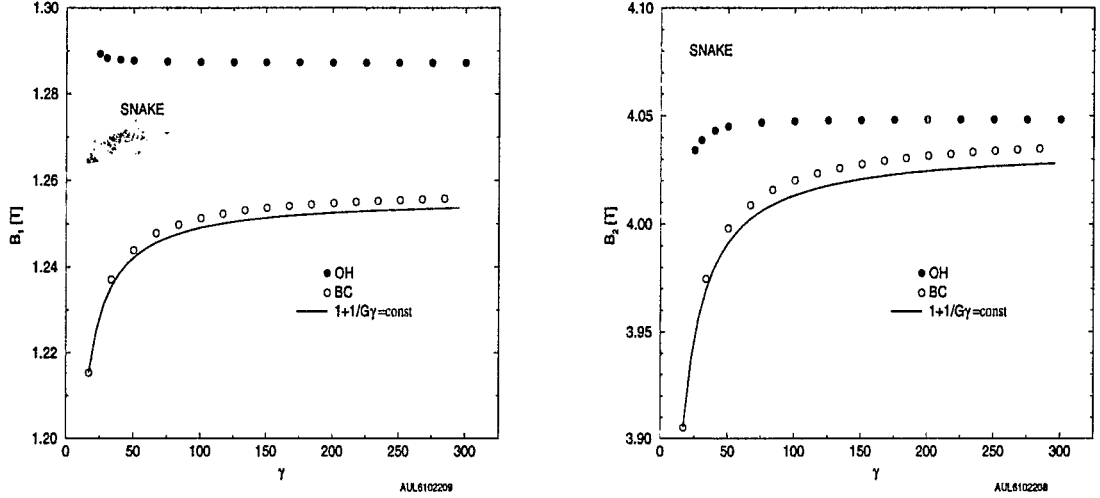 1.30
1.28
1.26
1.24
1.22
1.20
B₁ [T]
SNAKE
OH
BC
1+1/Gγ=const
0 50 100 150 200 250 300
γ
AUL6102209
4.10
4.05
4.00
3.95
3.90
B₂ [T]
SNAKE
OH
BC
1+1/Gγ=const
0 50 100 150 200 250 300
γ
AUL6102208